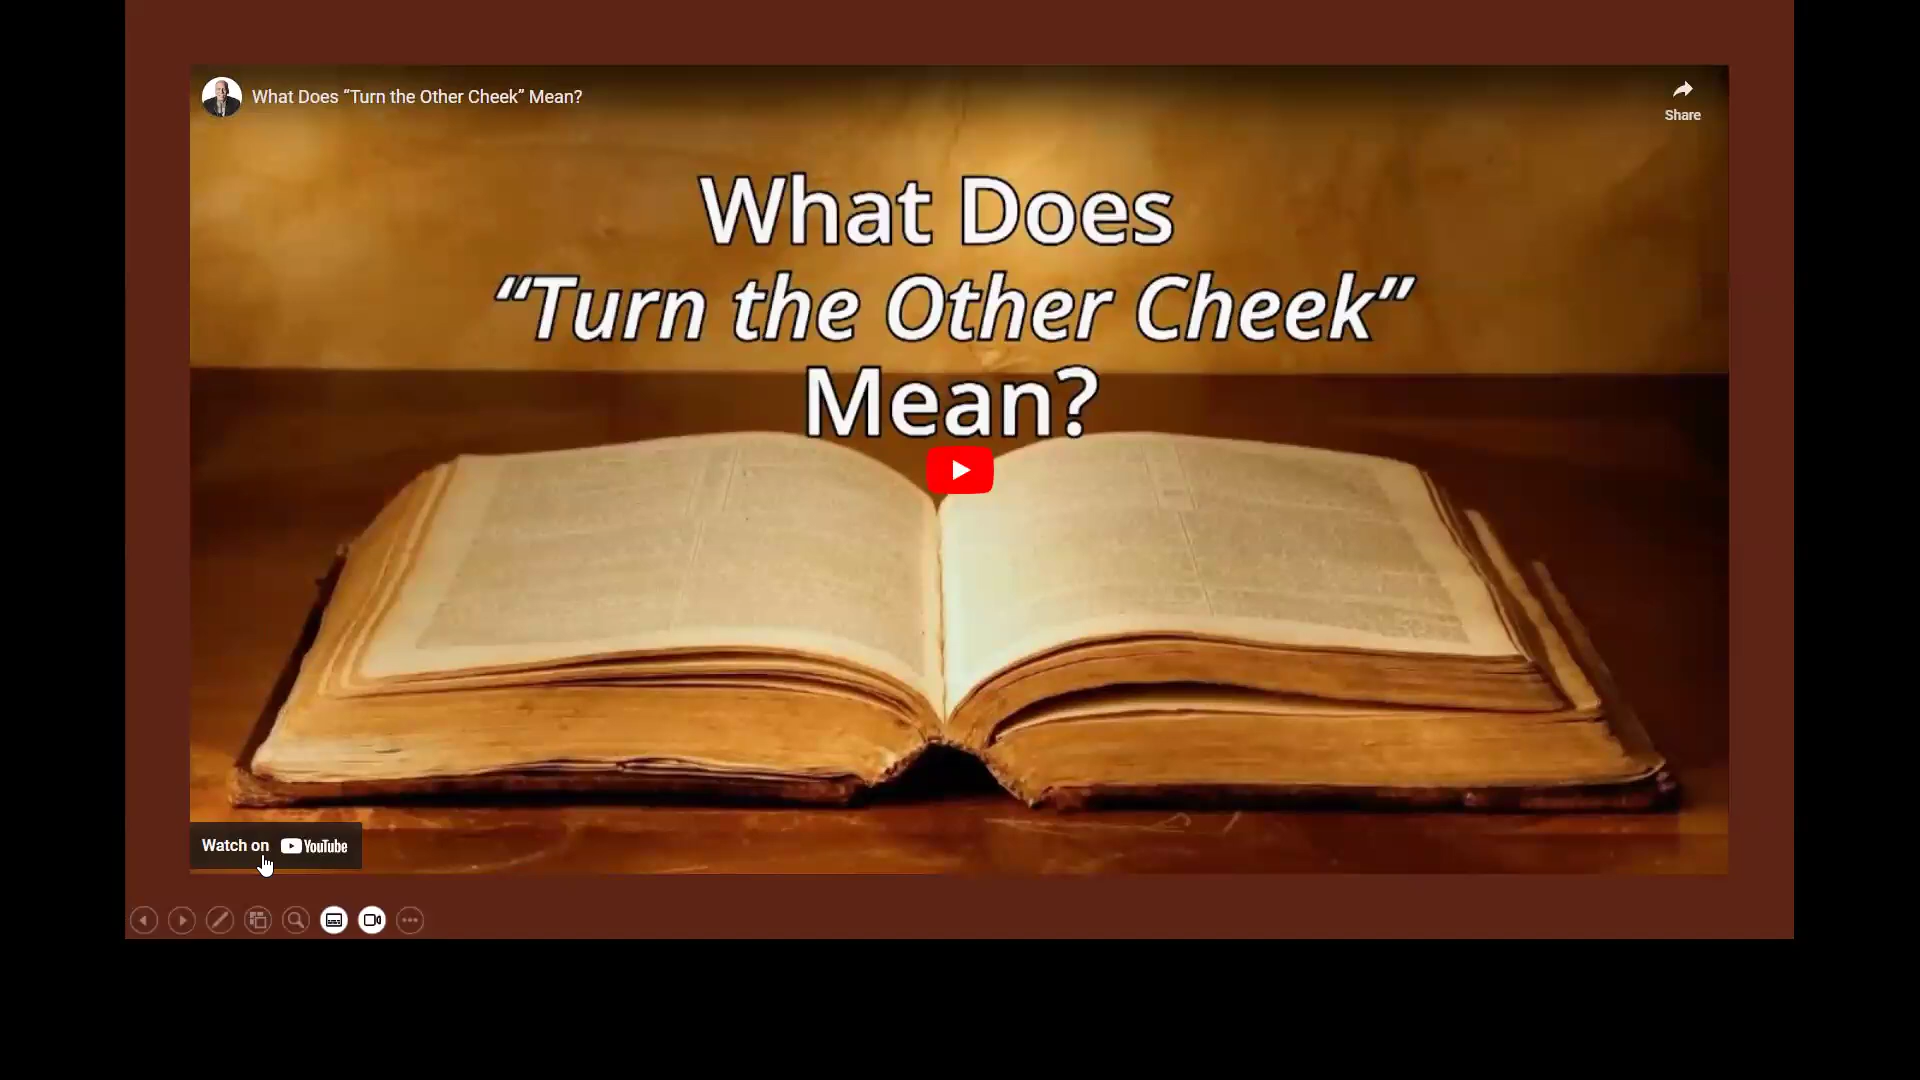 What Does “Turn the Other Cheek” Mean?
Share
What Does
“Turn the Other Cheek”
Mean?
Watch on YouTube